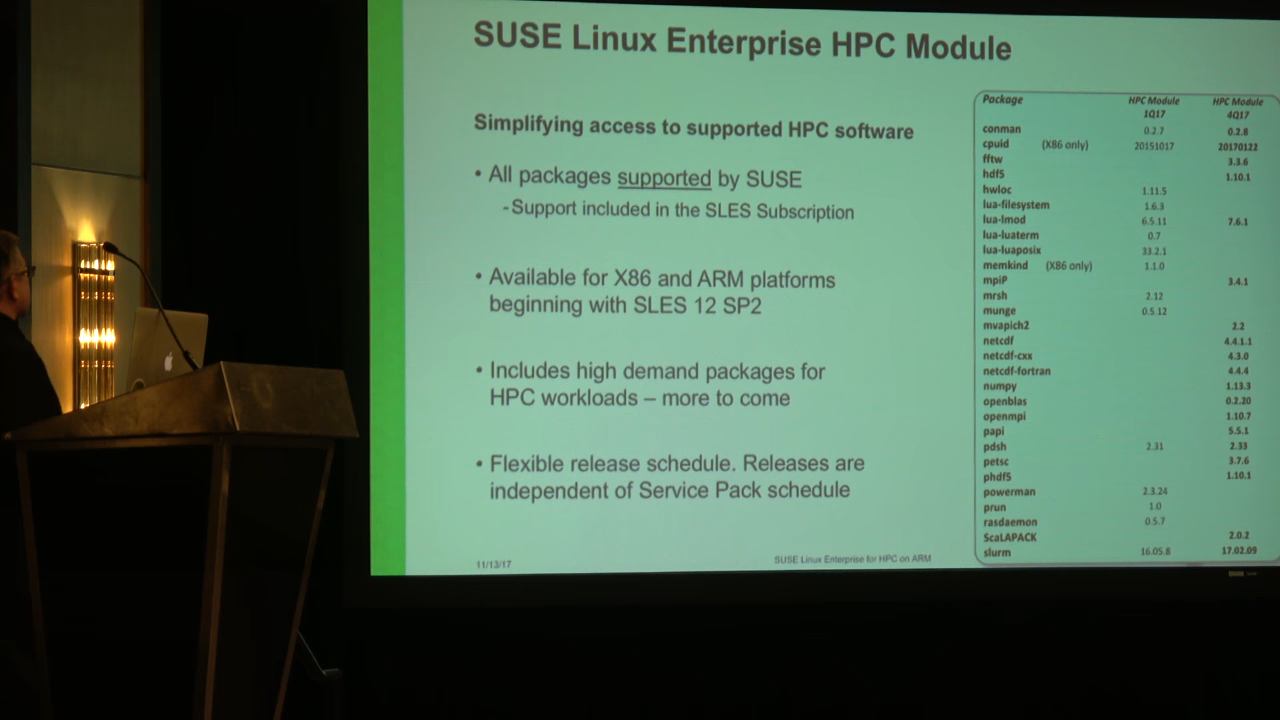 SUSE Linux Enterprise HPC Module
Simplifying access to supported HPC software
• All packages supported by SUSE
- Support included in the SLES Subscription
• Available for X86 and ARM platforms
beginning with SLES 12 SP2
• Includes high demand packages for
HPC workloads – more to come
• Flexible release schedule. Releases are
independent of Service Pack schedule
11/13/17
SUSE Linux Enterprise for HPC on ARM
Package HPC Module HPC Module
1Q17 4Q17
conman 0.2.7 0.2.8
cpuid (X86 only) 20151017 20170122
fftw 3.3.6
hdf5 1.10.1
hwloc 1.11.5
lua-filesystem 1.6.3
lua-lmod 6.5.11 7.6.1
lua-luaterm 0.7
lua-luaposix 33.2.1
memkind (X86 only) 1.1.0
mpiP 3.4.1
mrsh 2.12
munge 0.5.12
mvapich2 2.2
netcdf 4.4.1.1
netcdf-cxx 4.3.0
netcdf-fortran 4.4.4
numpy 1.13.3
openblas 0.2.20
openmpi 1.10.7
papi 5.5.1
pdsh 2.31 2.33
petsc 3.7.6
phdf5 1.10.1
powerman 2.3.24
prun 1.0
rasdaemon 0.5.7
ScaLAPACK 2.0.2
slurm 16.05.8 17.02.09